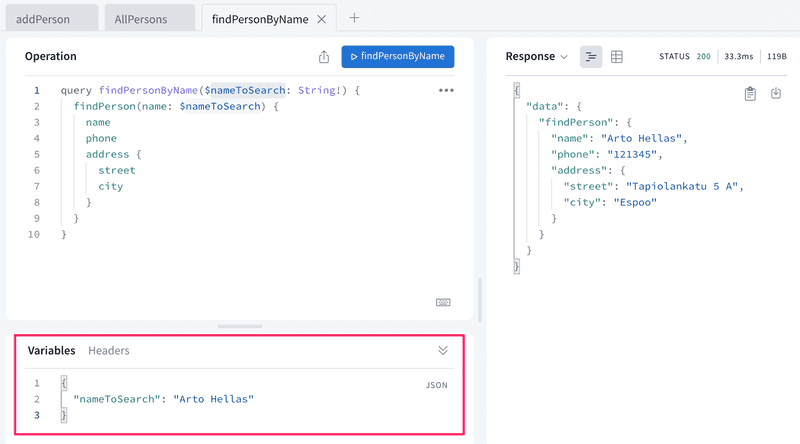 addPerson
AllPersons
findPersonByName
Operation
findPersonByName
1 query findPersonByName($nameToSearch: String!) {
2 findPerson(name: $nameToSearch) {
3 name
4 phone
5 address {
6 street
7 city
8 }
9 }
10 }
Variables
Headers
JSON
1 {
2 "nameToSearch": "Arto Hellas"
3 }
Response
STATUS 200
33.3ms
119B
{
"data": {
"findPerson": {
"name": "Arto Hellas",
"phone": "121345",
"address": {
"street": "Tapiolankatu 5 A",
"city": "Espoo"
}
}
}
}